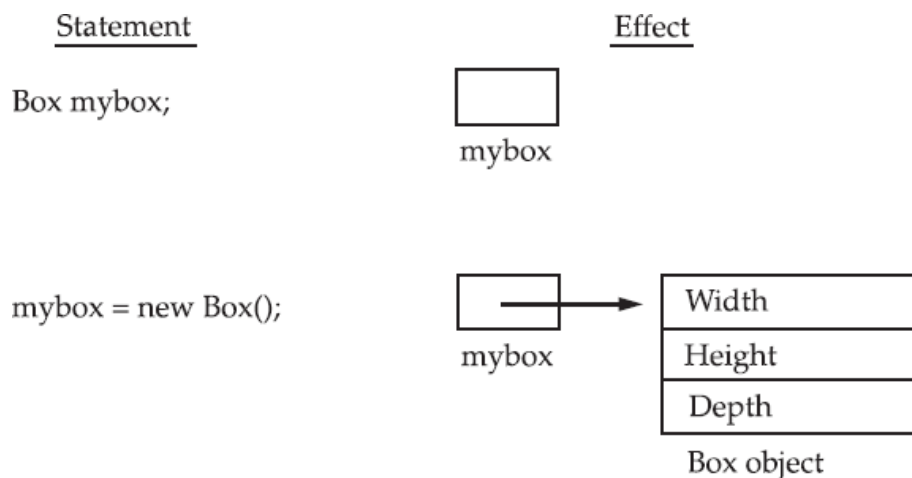 Statement
Effect
Box mybox;
mybox
mybox = new Box();
mybox
Width
Height
Depth
Box object